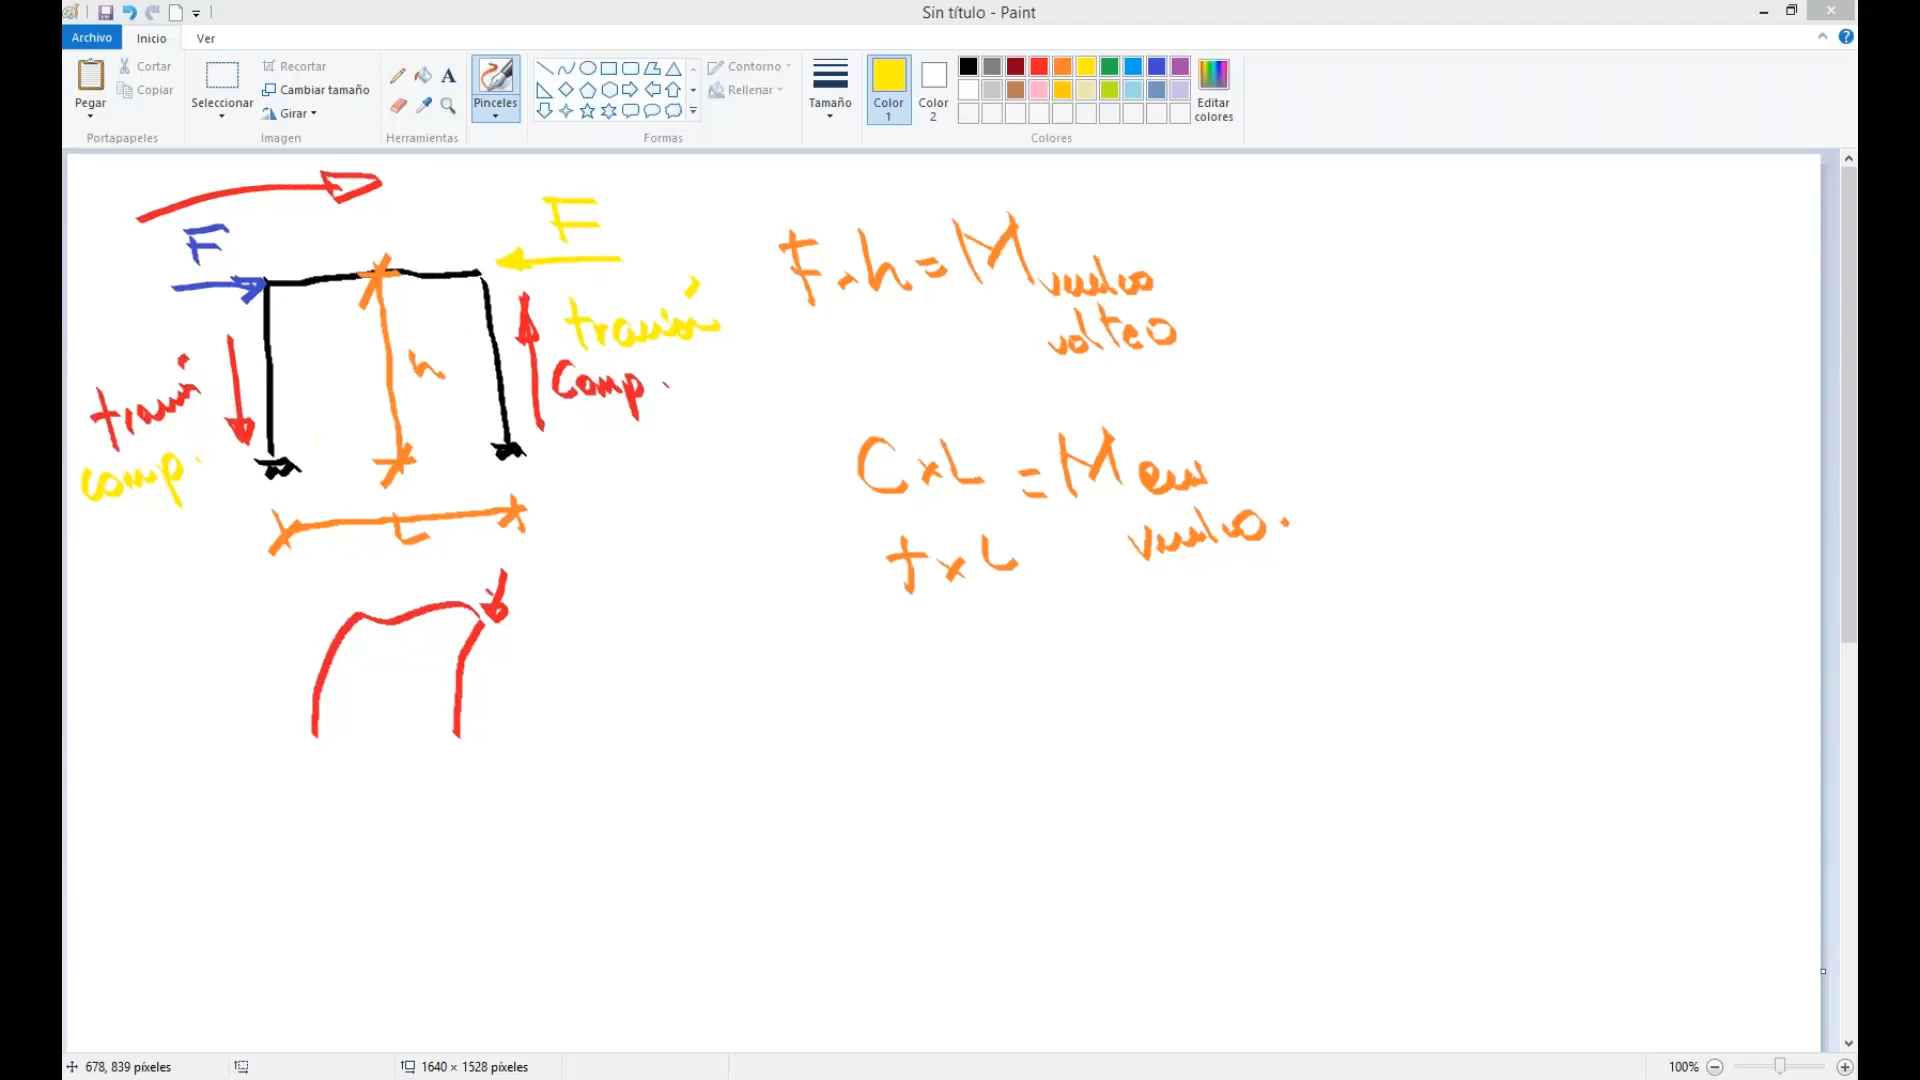 Sin título - Paint
Archivo Inicio Ver
Pegar
Cortar
Copiar
Portapapeles
Seleccionar
Recortar
Cambiar tamaño
Girar
Imagen
A
Herramientas
Pinceles
Contorno
Rellenar
Formas
Tamaño
Color 1
Color 2
Editar colores
Colores
F
F
tracción
comp.
h
tracción
comp.
L
F x h = M vuelco
volteo
C x L = M
vuelco.
T x L
678, 839 píxeles
1640 × 1528 píxeles
100%